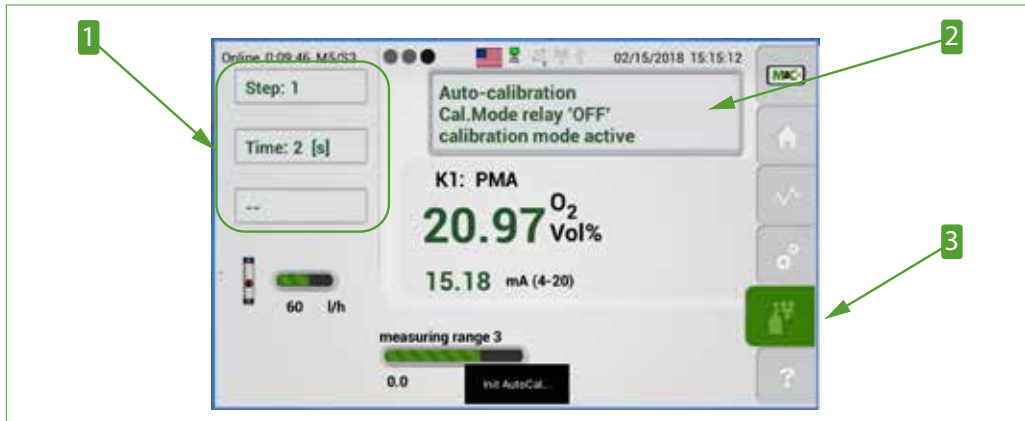 1
2
3
Online 0:09:46 M5/S3
02/15/2018 15:15:12
Step: 1
Time: 2 [s]
--
Auto-calibration
Cal.Mode relay "OFF"
calibration mode active
K1: PMA
20.97 O2 Vol%
15.18 mA (4-20)
60 l/h
measuring range 3
0.0
Init AutoCal...
?